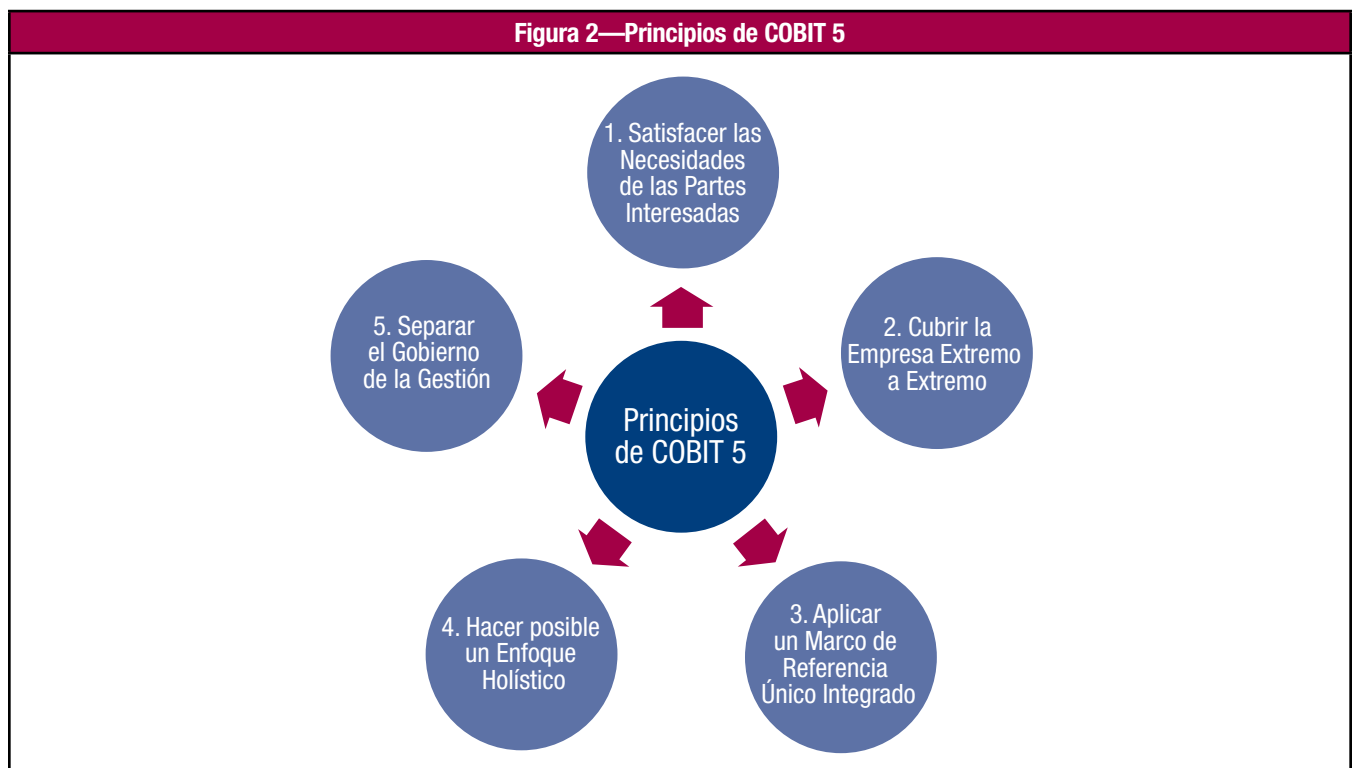 Figura 2—Principios de COBIT 5
1. Satisfacer las
Necesidades
de las Partes
Interesadas
2. Cubrir la
Empresa Extremo
a Extremo
3. Aplicar
un Marco de
Referencia
Único Integrado
4. Hacer posible
un Enfoque
Holístico
5. Separar
el Gobierno
de la Gestión
Principios
de COBIT 5